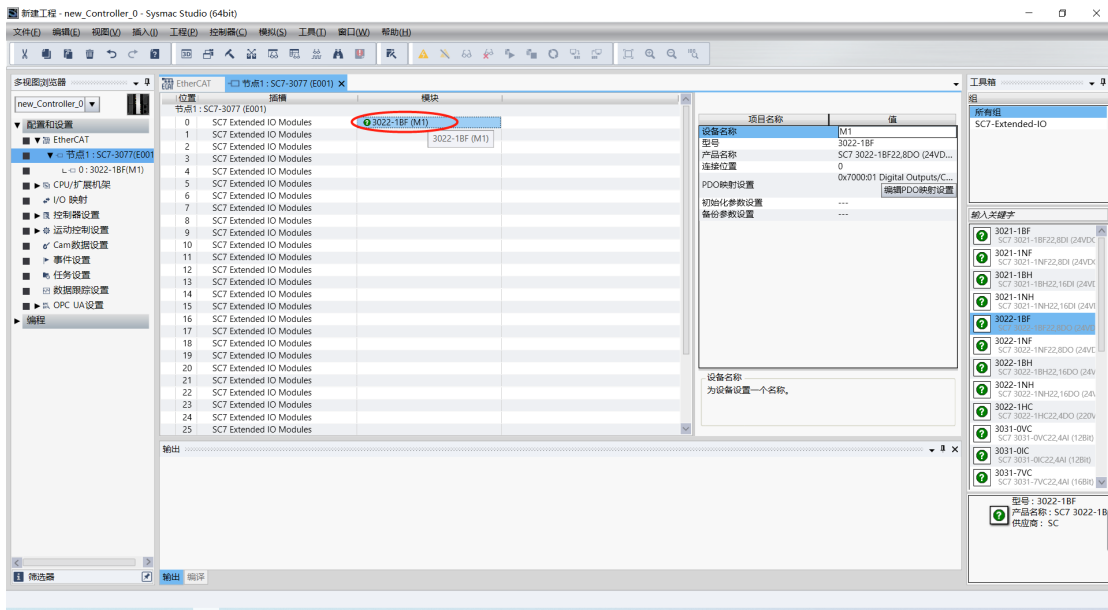 新建工程 - new_Controller_0 - Sysmac Studio (64bit)
文件(F) 编辑(E) 视图(V) 插入(I) 工程(P) 控制器(C) 模拟(S) 工具(T) 窗口(W) 帮助(H)
多视图浏览器
new_Controller_0
配置和设置
EtherCAT
节点1 : SC7-3077(E001
0 : 3022-1BF(M1)
CPU/扩展机架
I/O 映射
控制器设置
运动控制设置
Cam数据设置
事件设置
任务设置
数据跟踪设置
OPC UA设置
编程
筛选器
EtherCAT 节点1 : SC7-3077 (E001)
位置 插槽 模块
节点1 : SC7-3077 (E001)
0 SC7 Extended IO Modules 3022-1BF (M1)
1 SC7 Extended IO Modules
3022-1BF (M1)
2 SC7 Extended IO Modules
3 SC7 Extended IO Modules
4 SC7 Extended IO Modules
5 SC7 Extended IO Modules
6 SC7 Extended IO Modules
7 SC7 Extended IO Modules
8 SC7 Extended IO Modules
9 SC7 Extended IO Modules
10 SC7 Extended IO Modules
11 SC7 Extended IO Modules
12 SC7 Extended IO Modules
13 SC7 Extended IO Modules
14 SC7 Extended IO Modules
15 SC7 Extended IO Modules
16 SC7 Extended IO Modules
17 SC7 Extended IO Modules
18 SC7 Extended IO Modules
19 SC7 Extended IO Modules
20 SC7 Extended IO Modules
21 SC7 Extended IO Modules
22 SC7 Extended IO Modules
23 SC7 Extended IO Modules
24 SC7 Extended IO Modules
25 SC7 Extended IO Modules
项目名称 值
设备名称 M1
型号 3022-1BF
产品名称 SC7 3022-1BF22,8DO (24VD...
连接位置 0
PDO映射设置 0x7000:01 Digital Outputs/C...
编辑PDO映射设置
初始化参数设置 ---
备份参数设置 ---
设备名称
为设备设置一个名称。
输出
输出 编译
工具箱
组
所有组
SC7-Extended-IO
输入关键字
3021-1BF
SC7 3021-1BF22,8DI (24VDC
3021-1NF
SC7 3021-1NF22,8DI (24VDC
3021-1BH
SC7 3021-1BH22,16DI (24VI
3021-1NH
SC7 3021-1NH22,16DI (24VI
3022-1BF
SC7 3022-1BF22,8DO (24VD
3022-1NF
SC7 3022-1NF22,8DO (24VD
3022-1BH
SC7 3022-1BH22,16DO (24V
3022-1NH
SC7 3022-1NH22,16DO (24V
3022-1HC
SC7 3022-1HC22,4DO (220V
3031-0VC
SC7 3031-0VC22,4AI (12Bit)
3031-0IC
SC7 3031-0IC22,4AI (12Bit)
3031-7VC
SC7 3031-7VC22,4AI (16Bit)
型号 : 3022-1BF
产品名称 : SC7 3022-1B
供应商 : SC